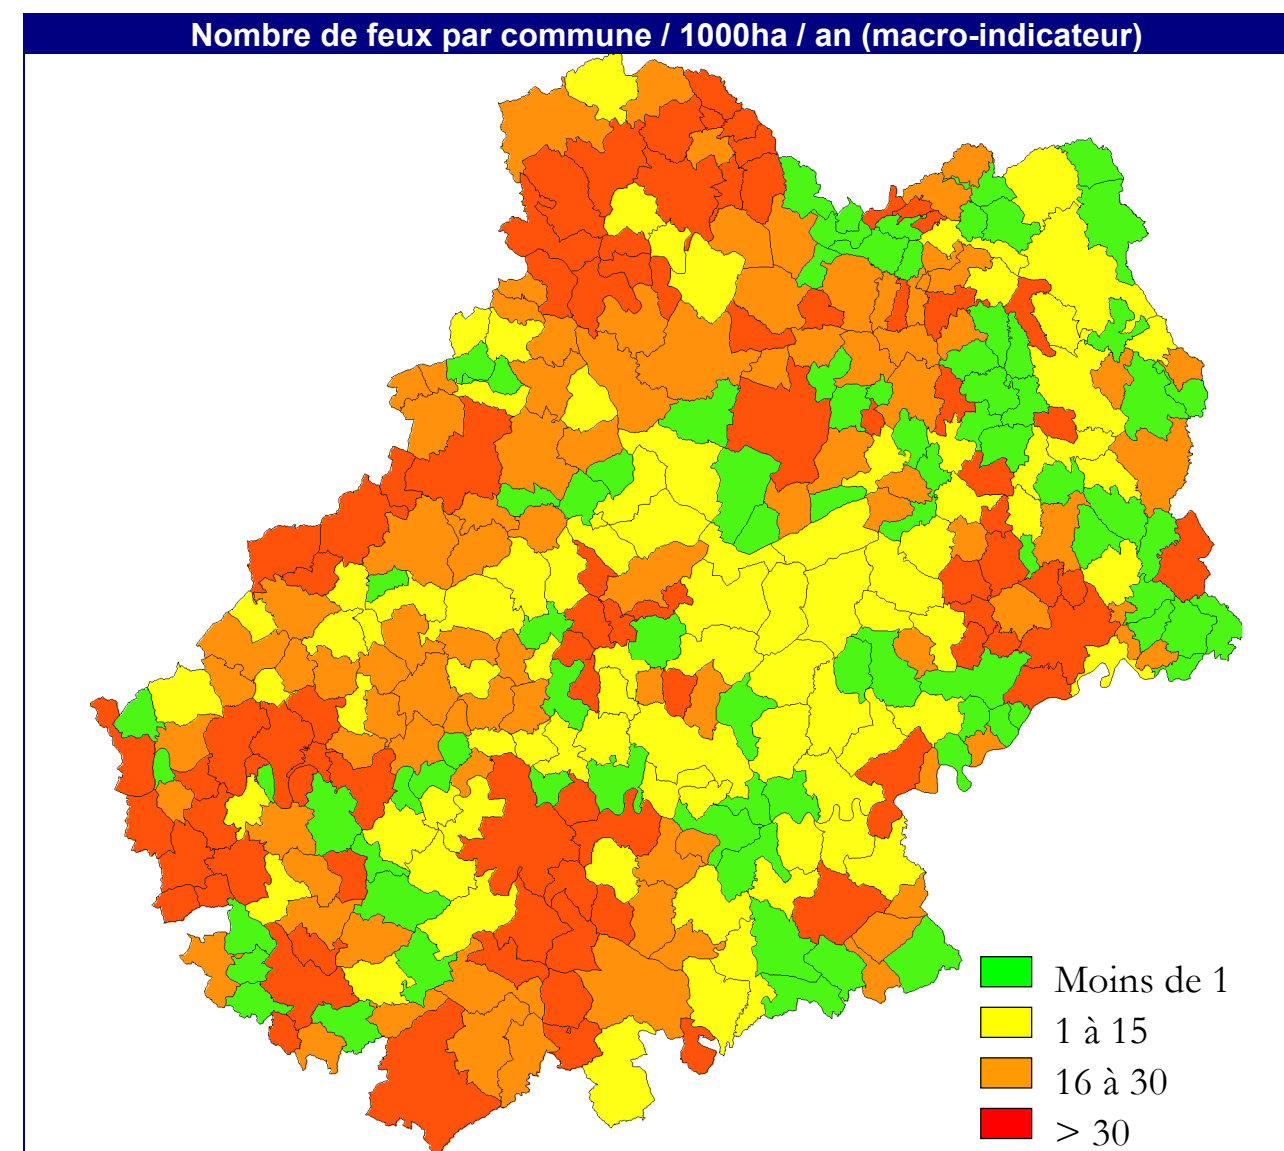 Nombre de feux par commune / 1000ha / an (macro-indicateur)
Moins de 1
1 à 15
16 à 30
> 30